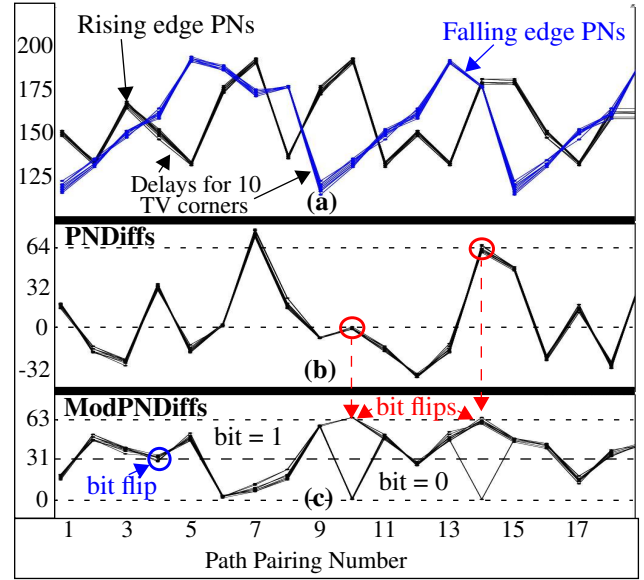 200
Rising edge PNs
Falling edge PNs
175
150
125
Delays for 10
TV corners
(a)
PNDiffs
64
32
0
-32
(b)
ModPNDiffs
63
bit flips
bit = 1
31
bit flip
bit = 0
0
(c)
1 3 5 7 9 11 13 15 17
Path Pairing Number